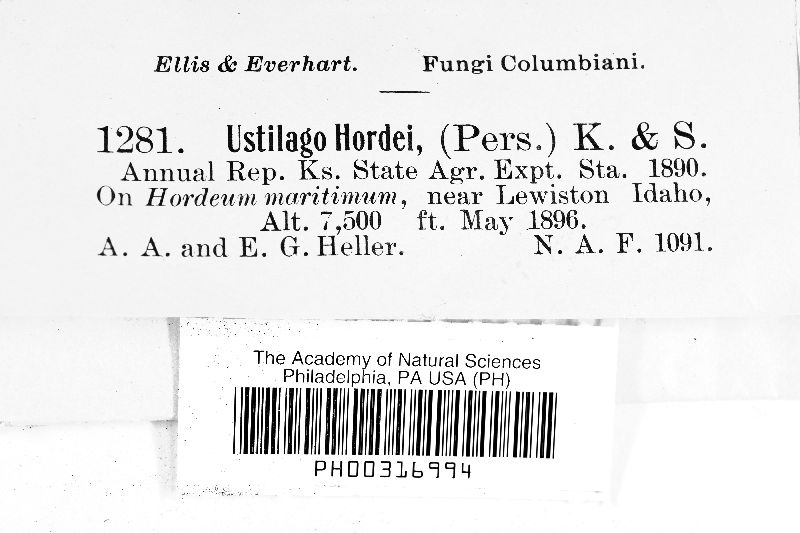 Ellis & Everhart. Fungi Columbiani.
1281. Ustilago Hordei, (Pers.) K. & S.
Annual Rep. Ks. State Agr. Expt. Sta. 1890.
On Hordeum maritimum, near Lewiston Idaho,
Alt. 7,500 ft. May 1896.
A. A. and E. G. Heller. N. A. F. 1091.
The Academy of Natural Sciences
Philadelphia, PA USA (PH)
PH00316994